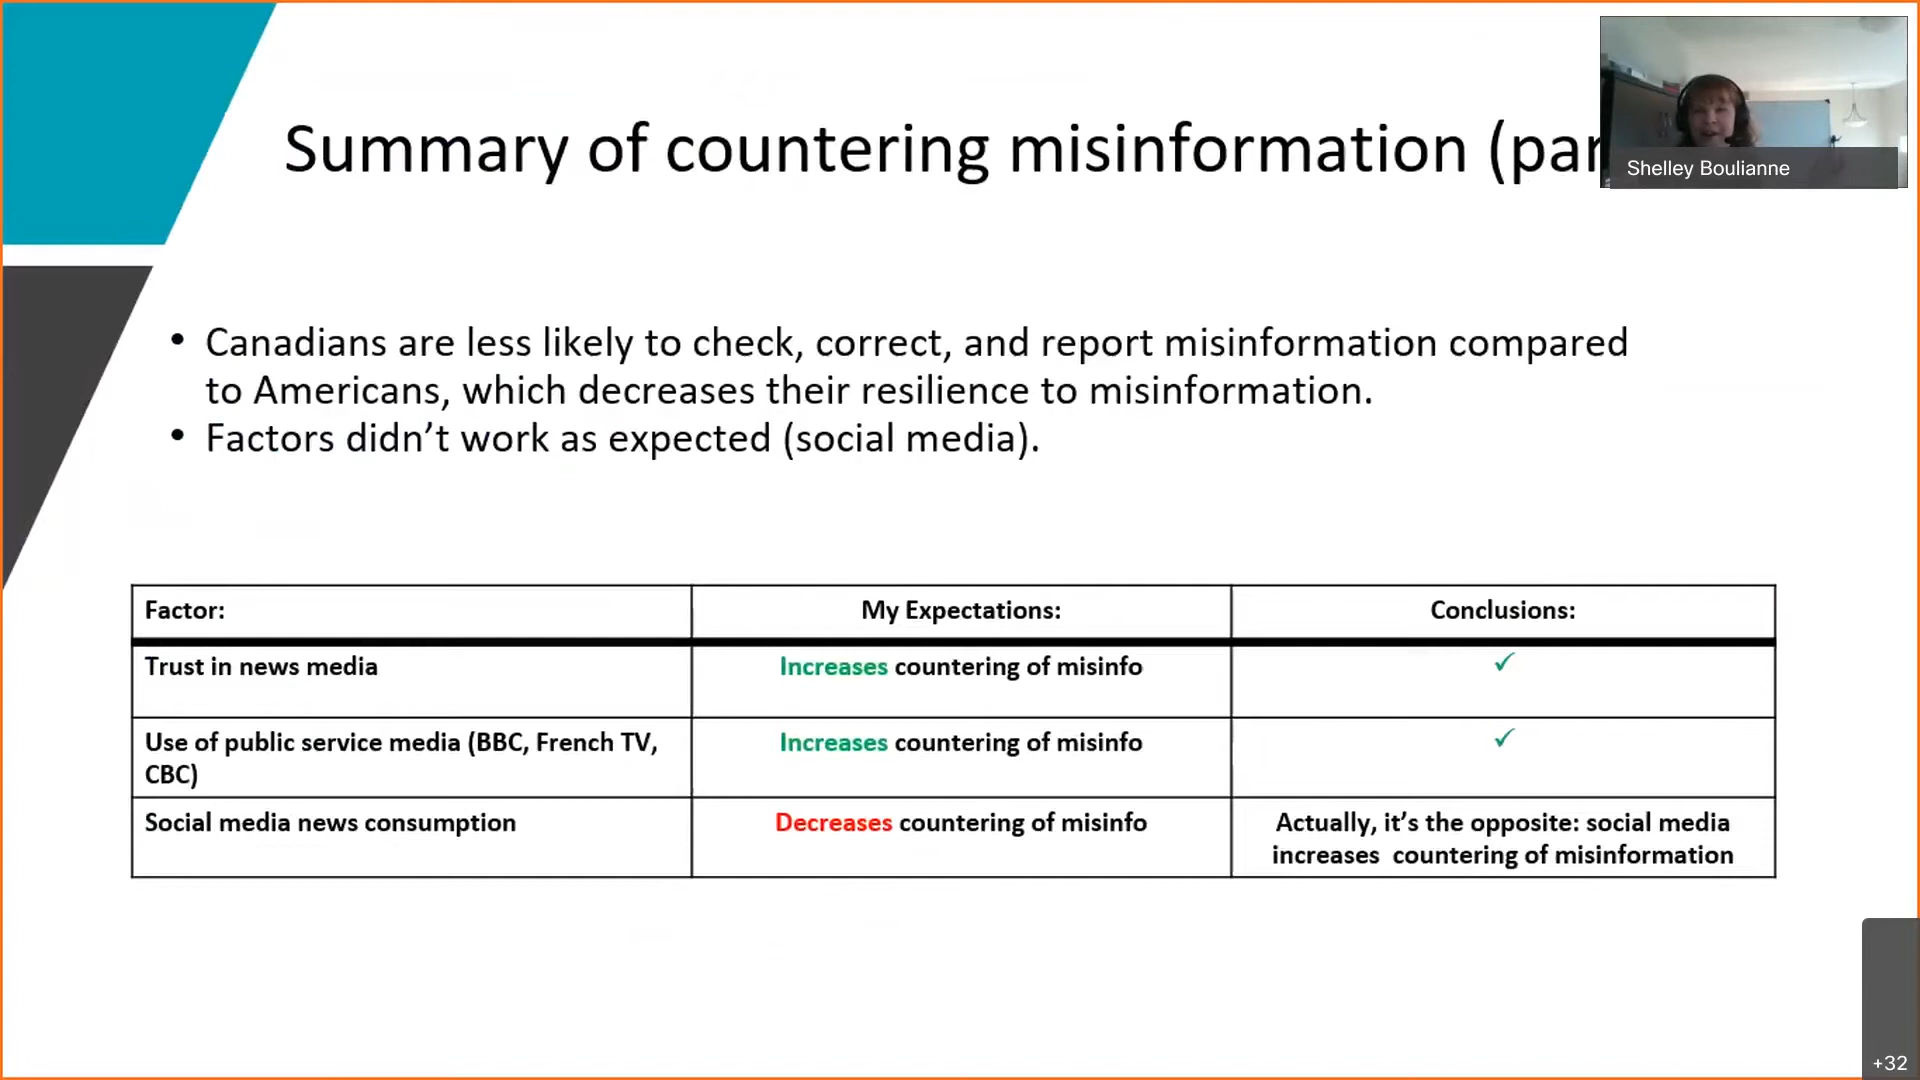 Summary of countering misinformation (par
Shelley Boulianne
• Canadians are less likely to check, correct, and report misinformation compared
to Americans, which decreases their resilience to misinformation.
• Factors didn’t work as expected (social media).
Factor:
My Expectations:
Conclusions:
Trust in news media
Increases countering of misinfo
✓
Use of public service media (BBC, French TV,
CBC)
Increases countering of misinfo
✓
Social media news consumption
Decreases countering of misinfo
Actually, it’s the opposite: social media
increases countering of misinformation
+32